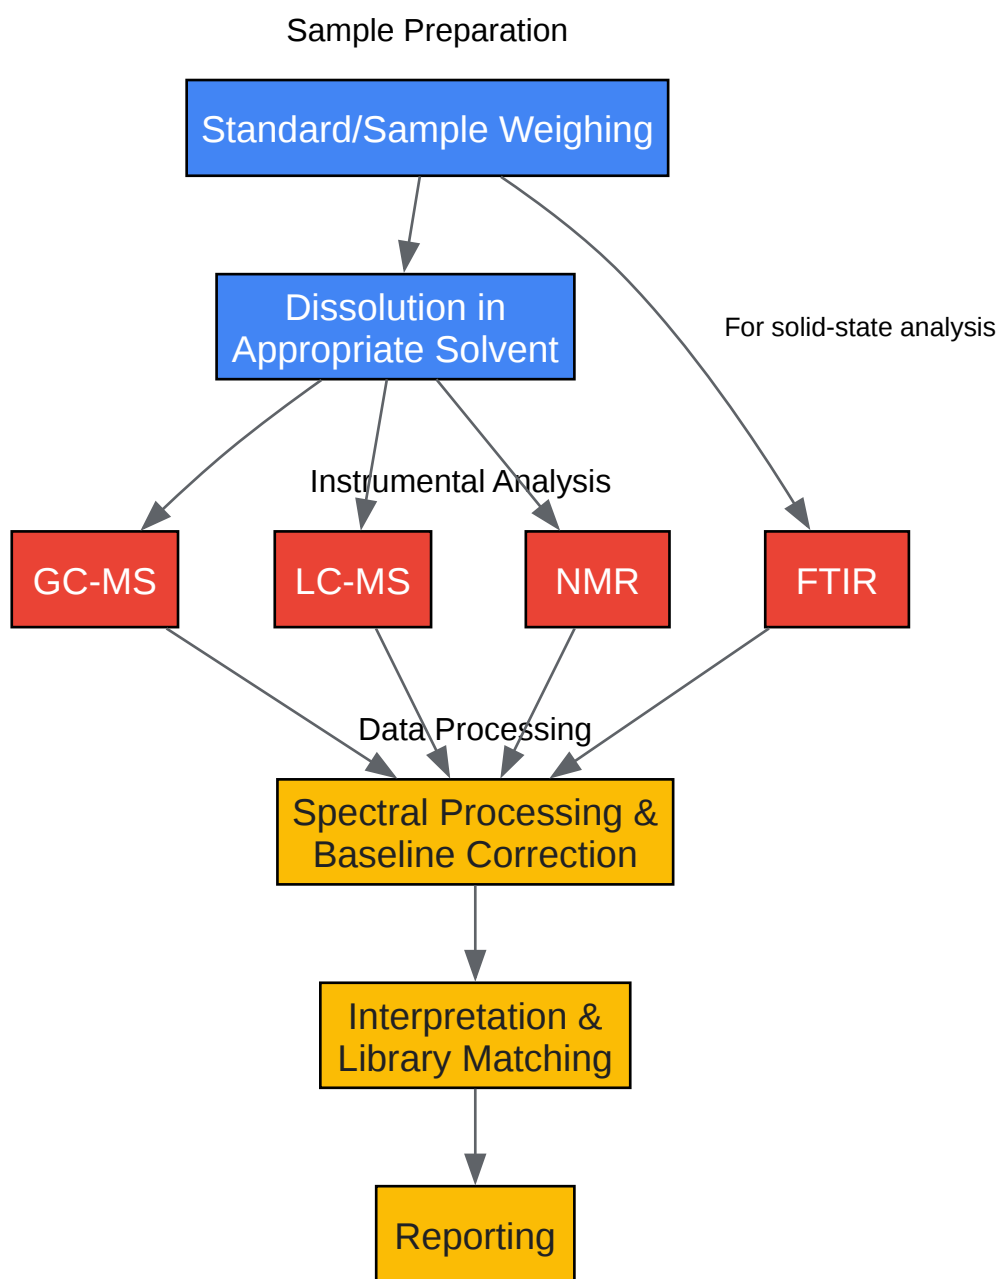 Sample Preparation
Standard/Sample Weighing
Dissolution in
Appropriate Solvent
For solid-state analysis
Instrumental Analysis
GC-MS
LC-MS
NMR
FTIR
Data Processing
Spectral Processing &
Baseline Correction
Interpretation &
Library Matching
Reporting